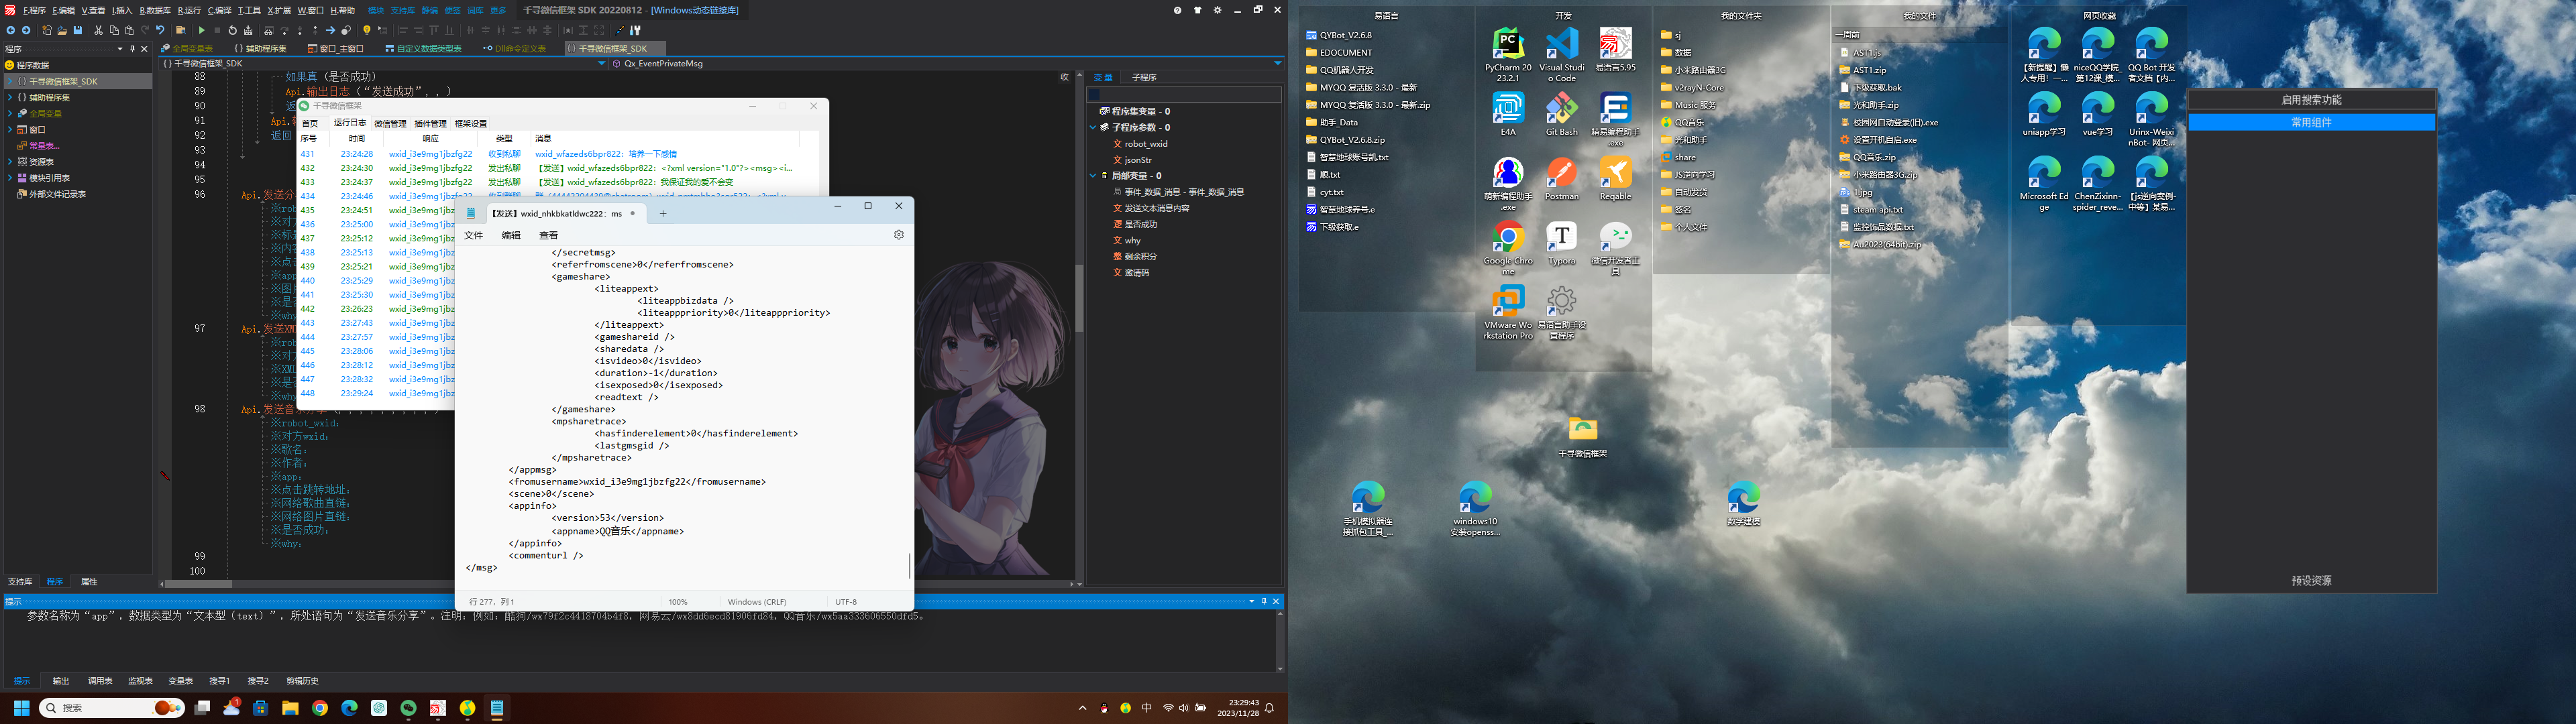 F.程序 E.编辑 V.查看 I.插入 B.数据库 R.运行 C.编译 T.工具 X.扩展 W.窗口 H.帮助 模块 支持库 静编 便签 词库 更多 千寻微信框架 SDK 20220812 - [Windows动态链接库]
程序
全局变量表 { } 辅助程序集 窗口_主窗口 自定义数据类型表 Dll命令定义表 { } 千寻微信框架_SDK
{ } 千寻微信框架_SDK
Qx_EventPrivateMsg
程序数据
{ } 千寻微信框架_SDK
{ } 辅助程序集
全局变量
窗口
常量表...
资源表
模块引用表
外部文件记录表
支持库 程序 属性
88 如果真 (是否成功)
89 Api.输出日志 (“发送成功”, , )
90 返
91 Api.
92 返回
93
94
95
96 Api.发送分
※rob
※对方
※标题
※内容
※点击
※app
※图片
※是否
※why
97 Api.发送XM
※rob
※对方
※XML
※是否
※why
98 Api.发送音乐分享
※robot_wxid:
※对方wxid:
※歌名:
※作者:
※app:
※点击跳转地址:
※网络歌曲直链:
※网络图片直链:
※是否成功:
※why:
99
100
收
千寻微信框架
首页 运行日志 微信管理 插件管理 框架设置
序号 时间 响应 类型 消息
431 23:24:28 wxid_i3e9mg1jbzfg22 收到私聊 wxid_wfazeds6bpr822: 培养一下感情
432 23:24:30 wxid_i3e9mg1jbzfg22 发出私聊 【发送】wxid_wfazeds6bpr822: <?xml version="1.0"?> <msg> <i...
433 23:24:37 wxid_i3e9mg1jbzfg22 发出私聊 【发送】wxid_wfazeds6bpr822: 我保证我的爱不会变
434 23:24:46 wxid_i3e9mg1jbzfg22
435 23:24:51 wxid_i3e9mg1jbz
436 23:25:00 wxid_i3e9mg1jbz
437 23:25:12 wxid_i3e9mg1jbz
438 23:25:13 wxid_i3e9mg1jbz
439 23:25:21 wxid_i3e9mg1jbz
440 23:25:29 wxid_i3e9mg1jbz
441 23:25:30 wxid_i3e9mg1jbz
442 23:26:23 wxid_i3e9mg1jbz
443 23:27:43 wxid_i3e9mg1jbz
444 23:27:57 wxid_i3e9mg1jbz
445 23:28:06 wxid_i3e9mg1jbz
446 23:28:12 wxid_i3e9mg1jbz
447 23:28:32 wxid_i3e9mg1jbz
448 23:29:24 wxid_i3e9mg1jbz
【发送】wxid_nhkbkatldwc222: ms
文件 编辑 查看
</secretmsg>
<referfromscene>0</referfromscene>
<gameshare>
<liteappext>
<liteappbizdata />
<liteapppriority>0</liteapppriority>
</liteappext>
<gameshareid />
<sharedata />
<isvideo>0</isvideo>
<duration>-1</duration>
<isexposed>0</isexposed>
<readtext />
</gameshare>
<mpsharetrace>
<hasfinderelement>0</hasfinderelement>
<lastgmsgid />
</mpsharetrace>
</appmsg>
<fromusername>wxid_i3e9mg1jbzfg22</fromusername>
<scene>0</scene>
<appinfo>
<version>53</version>
<appname>QQ音乐</appname>
</appinfo>
<commenturl />
</msg>
行 277, 列 1 100% Windows (CRLF) UTF-8
变量 子程序
程序集变量 - 0
子程序参数 - 0
文 robot_wxid
文 jsonStr
局部变量 - 0
局 事件_数据_消息 - 事件_数据_消息
文 发送文本消息内容
逻 是否成功
文 why
整 剩余积分
文 邀请码
提示
参数名称为“app”, 数据类型为“文本型 (text)”, 所处语句为“发送音乐分享”。注明: 例如: 酷狗/wx79f2c4418704b4f8, 网易云/wx8dd6ecd81906fd84, QQ音乐/wx5aa333606550dfd5。
提示 输出 调用表 监视表 变量表 搜寻1 搜寻2 剪辑历史
搜索
1
中
23:29:43
2023/11/28
易语言
QYBot_V2.6.8
EDOCUMENT
QQ机器人开发
MYQQ 复活版 3.3.0 - 最新
MYQQ 复活版 3.3.0 - 最新.zip
助手_Data
QYBot_V2.6.8.zip
智慧地球账号凯.txt
顺.txt
cyt.txt
智慧地球养号.e
下级获取.e
开发
PyCharm 2023.2.1
Visual Studio Code
易语言5.95
E4A
Git Bash
精易编程助手.exe
萌新编程助手.exe
Postman
Reqable
Google Chrome
Typora
微信开发者工具
VMware Workstation Pro
易语言助手设置程序
我的文件夹
sj
数据
小米路由器3G
v2rayN-Core
Music 服务
QQ音乐
光和助手
share
JS逆向学习
自动发货
签名
个人文件
我的文件
一周前
AST1.js
AST1.zip
下级获取.bak
光和助手.zip
校园网自动登录(旧).exe
设置开机自启.exe
QQ音乐.zip
小米路由器3G.zip
1.jpg
steam api.txt
监控饰品数据.txt
Au2023(64bit).zip
网页收藏
【新提醒】懒人专用！一...
niceQQ学院_第12课_模...
QQ Bot 开发者文档【内...
uniapp学习
vue学习
Urinx-WeixinBot- 网页...
Microsoft Edge
ChenZixinn-spider_reve...
【js逆向案例-中等】某易...
启用搜索功能
常用组件
预设资源
千寻微信框架
手机模拟器连接抓包工具_...
windows10安装openss...
数学建模